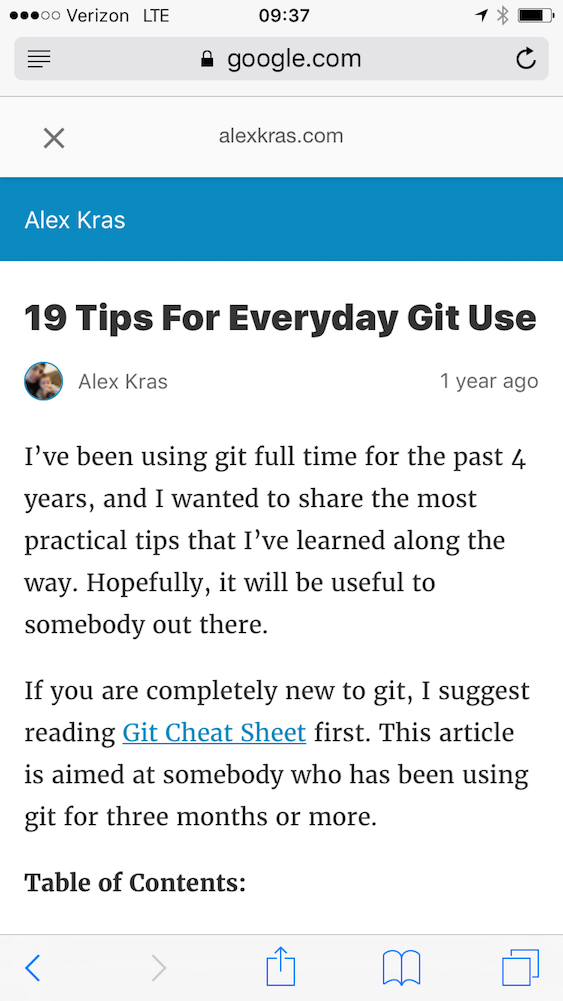 Verizon LTE 09:37
google.com
alexkras.com
Alex Kras
19 Tips For Everyday Git Use
Alex Kras 1 year ago
I’ve been using git full time for the past 4
years, and I wanted to share the most
practical tips that I’ve learned along the
way. Hopefully, it will be useful to
somebody out there.
If you are completely new to git, I suggest
reading Git Cheat Sheet first. This article
is aimed at somebody who has been using
git for three months or more.
Table of Contents: